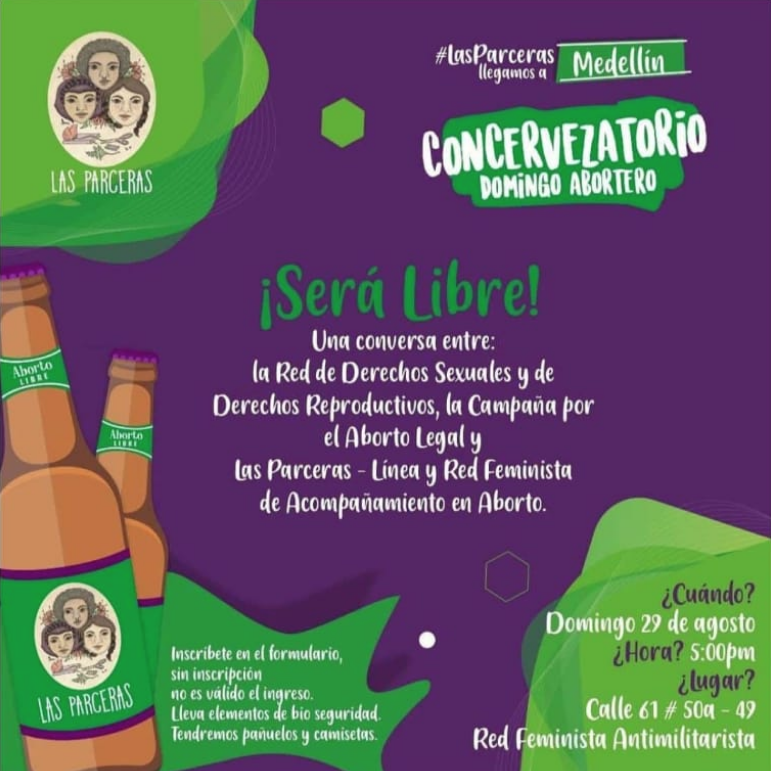 LAS PARCERAS
#LasParceras
llegamos a Medellín
CONCERVEZATORIO
DOMINGO ABORTERO
¡Será Libre!
Una conversa entre:
la Red de Derechos Sexuales y de
Derechos Reproductivos, la Campaña por
el Aborto Legal y
Las Parceras - Línea y Red Feminista
de Acompañamiento en Aborto.
Aborto
LIBRE
Aborto
LIBRE
LAS PARCERAS
Inscríbete en el formulario,
sin inscripción
no es válido el ingreso.
Lleva elementos de bio seguridad.
Tendremos pañuelos y camisetas.
¿Cuándo?
Domingo 29 de agosto
¿Hora? 5:00pm
¿Lugar?
Calle 61 # 50a - 49
Red Feminista Antimilitarista